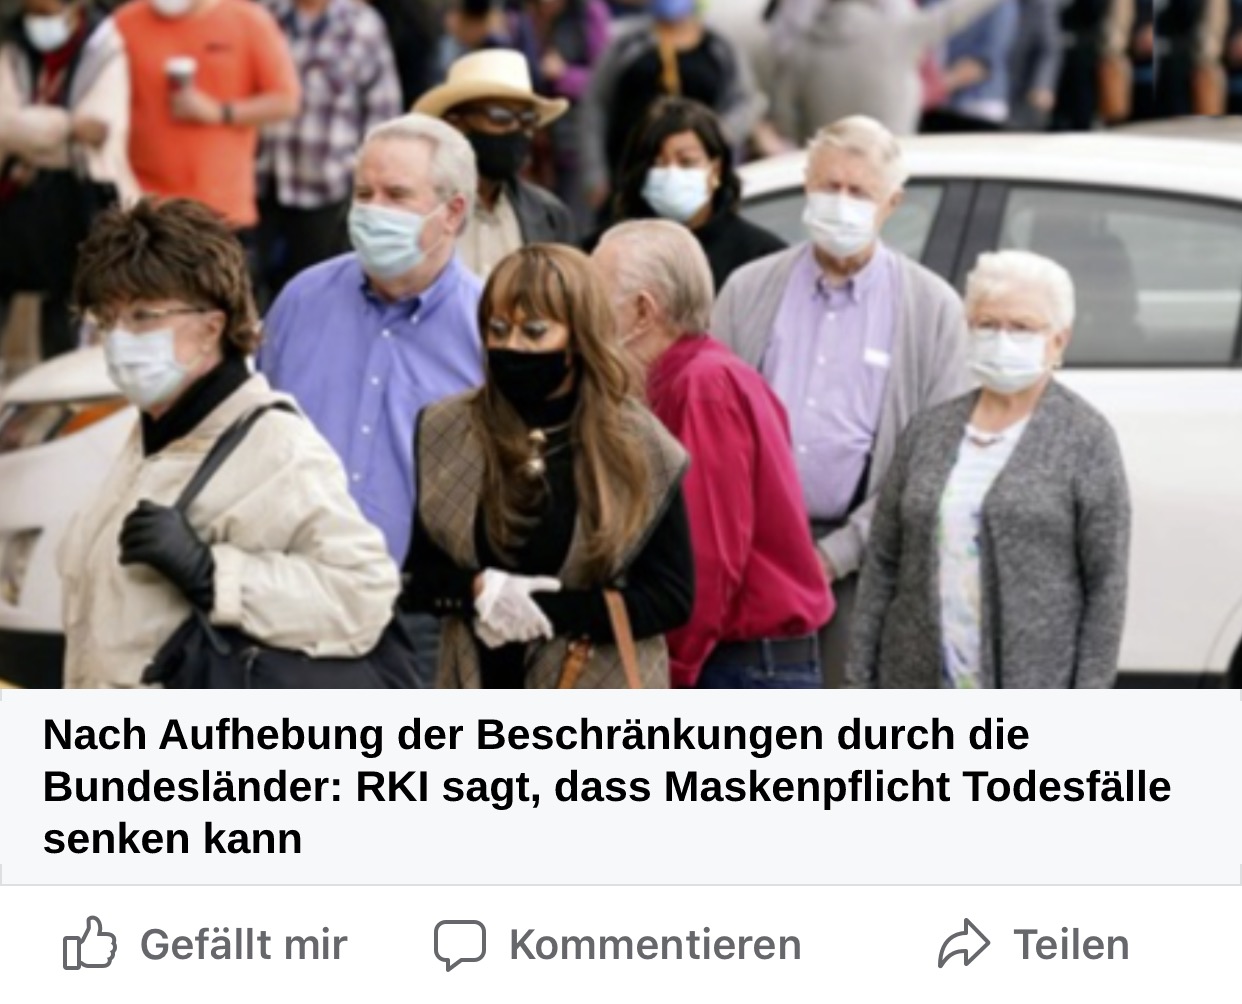 Nach Aufhebung der Beschränkungen durch die
Bundesländer: RKI sagt, dass Maskenpflicht Todesfälle
senken kann
Gefällt mir
Kommentieren
Teilen